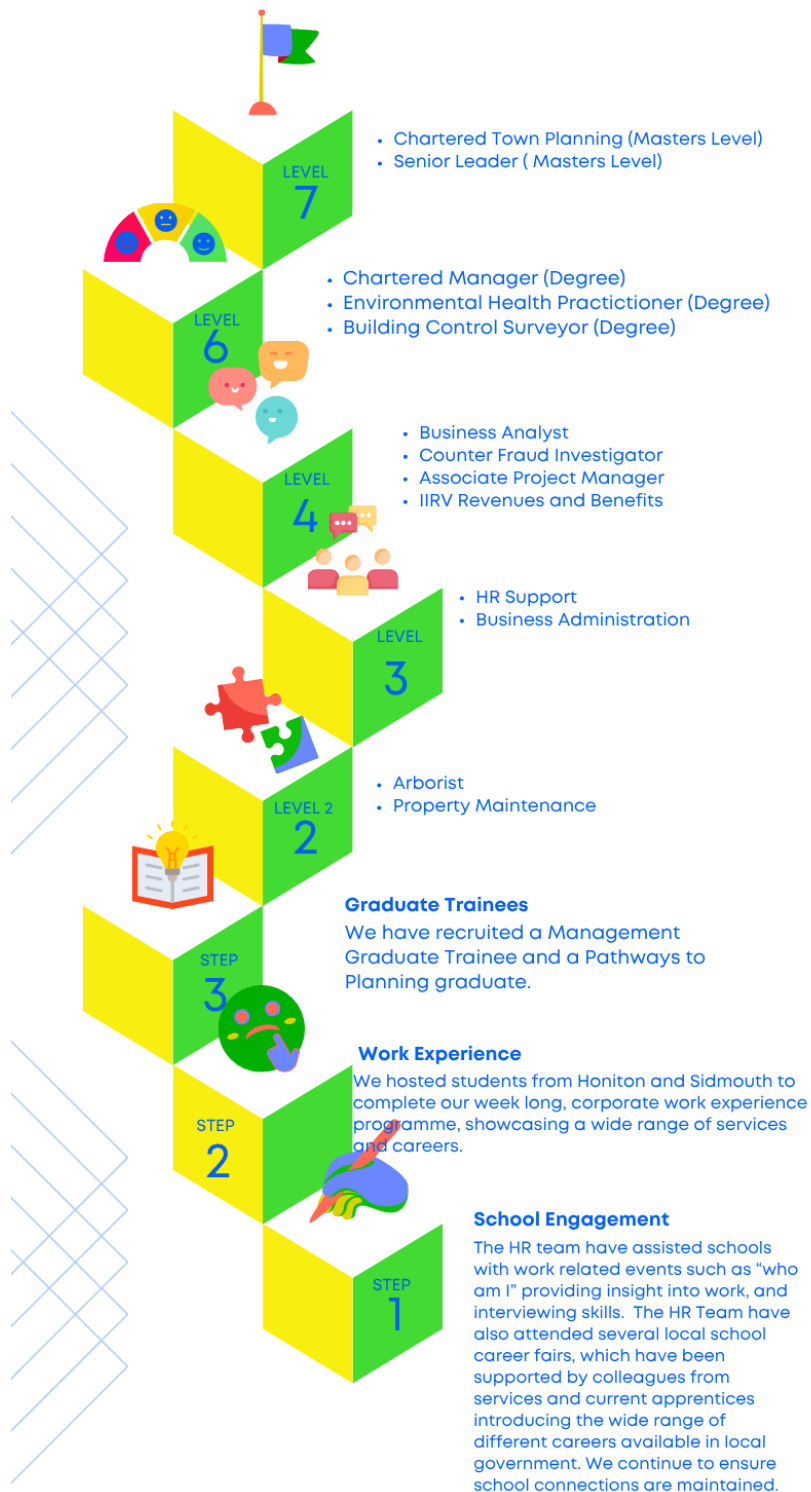 LEVEL
7
• Chartered Town Planning (Masters Level)
• Senior Leader ( Masters Level)
LEVEL
6
• Chartered Manager (Degree)
• Environmental Health Practictioner (Degree)
• Building Control Surveyor (Degree)
LEVEL
4
• Business Analyst
• Counter Fraud Investigator
• Associate Project Manager
• IIRV Revenues and Benefits
LEVEL
3
• HR Support
• Business Administration
LEVEL 2
2
• Arborist
• Property Maintenance
STEP
3
Graduate Trainees
We have recruited a Management
Graduate Trainee and a Pathways to
Planning graduate.
STEP
2
Work Experience
We hosted students from Honiton and Sidmouth to
complete our week long, corporate work experience
programme, showcasing a wide range of services
and careers.
STEP
1
School Engagement
The HR team have assisted schools
with work related events such as “who
am I” providing insight into work, and
interviewing skills.  The HR Team have
also attended several local school
career fairs, which have been
supported by colleagues from
services and current apprentices
introducing the wide range of
different careers available in local
government. We continue to ensure
school connections are maintained.